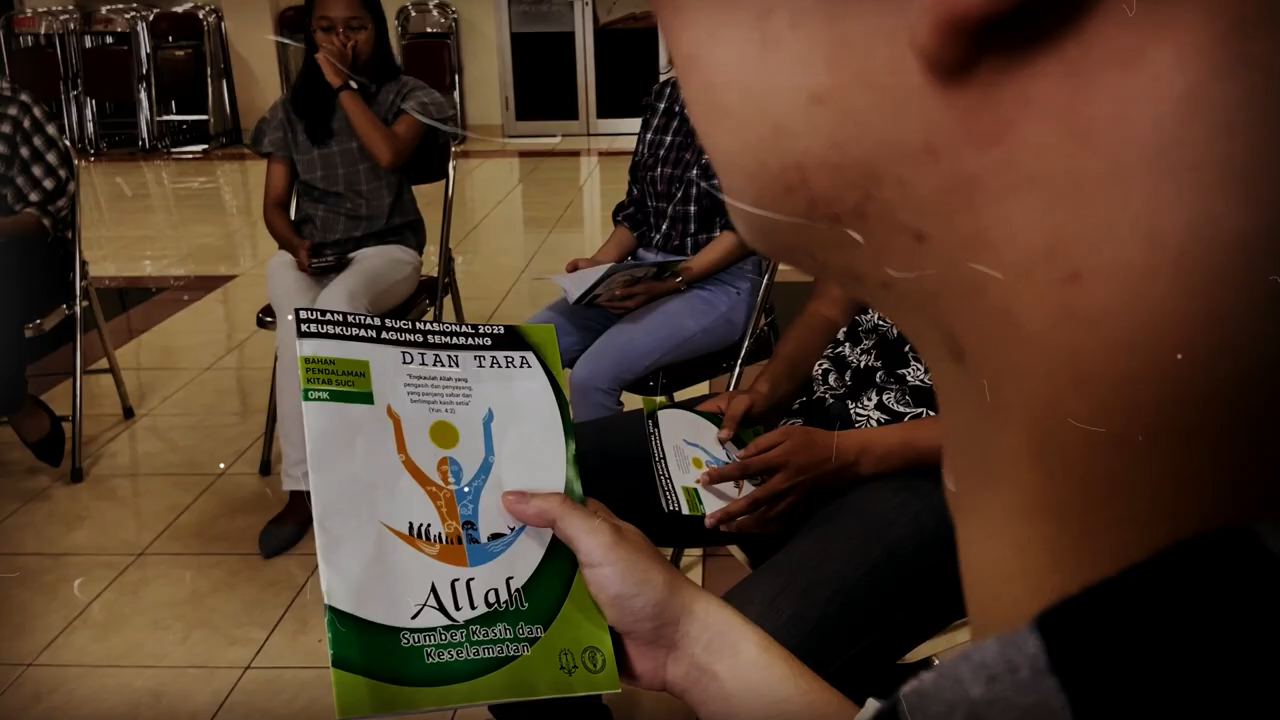 BULAN KITAB SUCI NASIONAL 2023
KEUSKUPAN AGUNG SEMARANG
BAHAN
PENDALAMAN
KITAB SUCI
OMK
DIAN TARA
"Engkaulah Allah yang
pengasih dan penyayang,
yang panjang sabar dan
berlimpah kasih setia"
(Yun. 4:2)
Allah
Sumber Kasih dan
Keselamatan